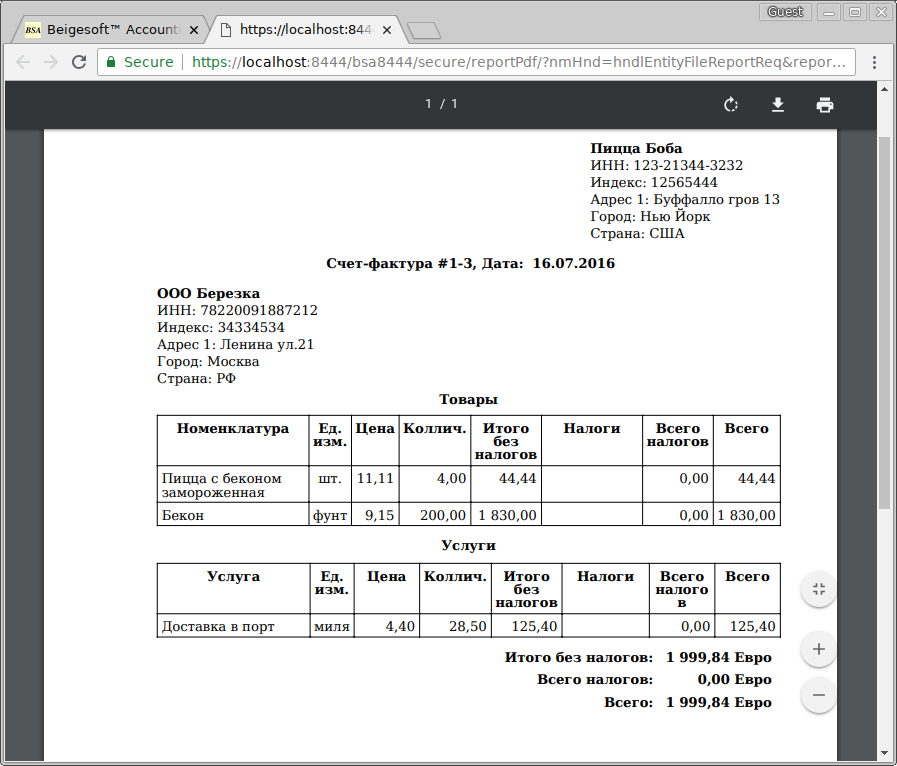 Guest
BSA Beigesoft™ Account
https://localhost:844
Secure https://localhost:8444/bsa8444/secure/reportPdf/?nmHnd=hndlEntityFileReportReq&repor...
1 / 1
Пицца Боба
ИНН: 123-21344-3232
Индекс: 12565444
Адрес 1: Буффалло гров 13
Город: Нью Йорк
Страна: США
Счет-фактура #1-3, Дата: 16.07.2016
ООО Березка
ИНН: 78220091887212
Индекс: 34334534
Адрес 1: Ленина ул.21
Город: Москва
Страна: РФ
Товары
Номенклатура Ед. изм. Цена Коллич. Итого без налогов Налоги Всего налогов Всего
Пицца с беконом замороженная шт. 11,11 4,00 44,44 0,00 44,44
Бекон фунт 9,15 200,00 1 830,00 0,00 1 830,00
Услуги
Услуга Ед. изм. Цена Коллич. Итого без налогов Налоги Всего налого в Всего
Доставка в порт миля 4,40 28,50 125,40 0,00 125,40
Итого без налогов: 1 999,84 Евро
Всего налогов: 0,00 Евро
Всего: 1 999,84 Евро